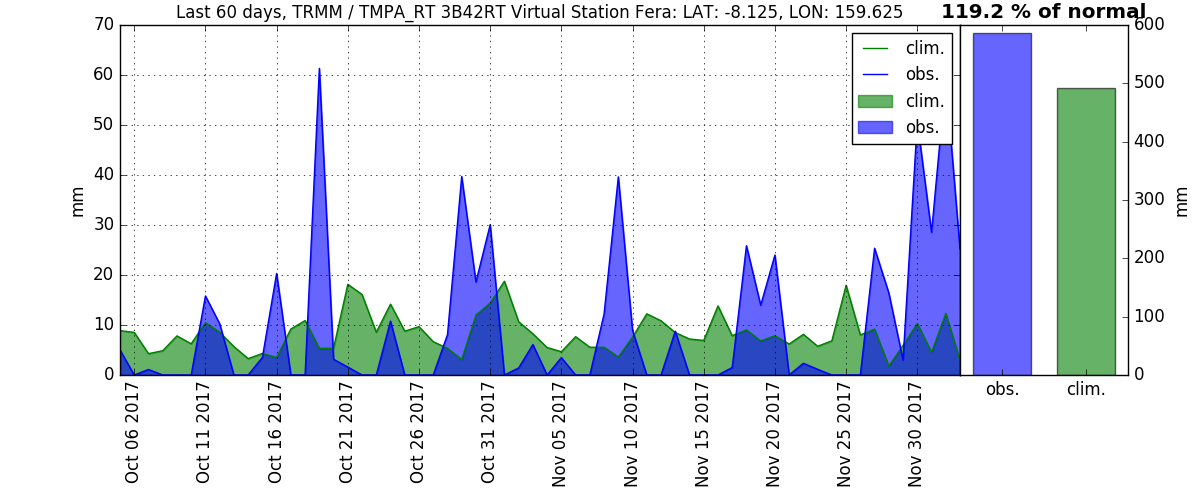 Last 60 days, TRMM / TMPA_RT 3B42RT Virtual Station Fera: LAT: -8.125, LON: 159.625
119.2 % of normal
70
60
50
40
30
20
10
0
mm
clim.
obs.
clim.
obs.
600
500
400
300
200
100
0
mm
obs.
clim.
Oct 06 2017
Oct 11 2017
Oct 16 2017
Oct 21 2017
Oct 26 2017
Oct 31 2017
Nov 05 2017
Nov 10 2017
Nov 15 2017
Nov 20 2017
Nov 25 2017
Nov 30 2017